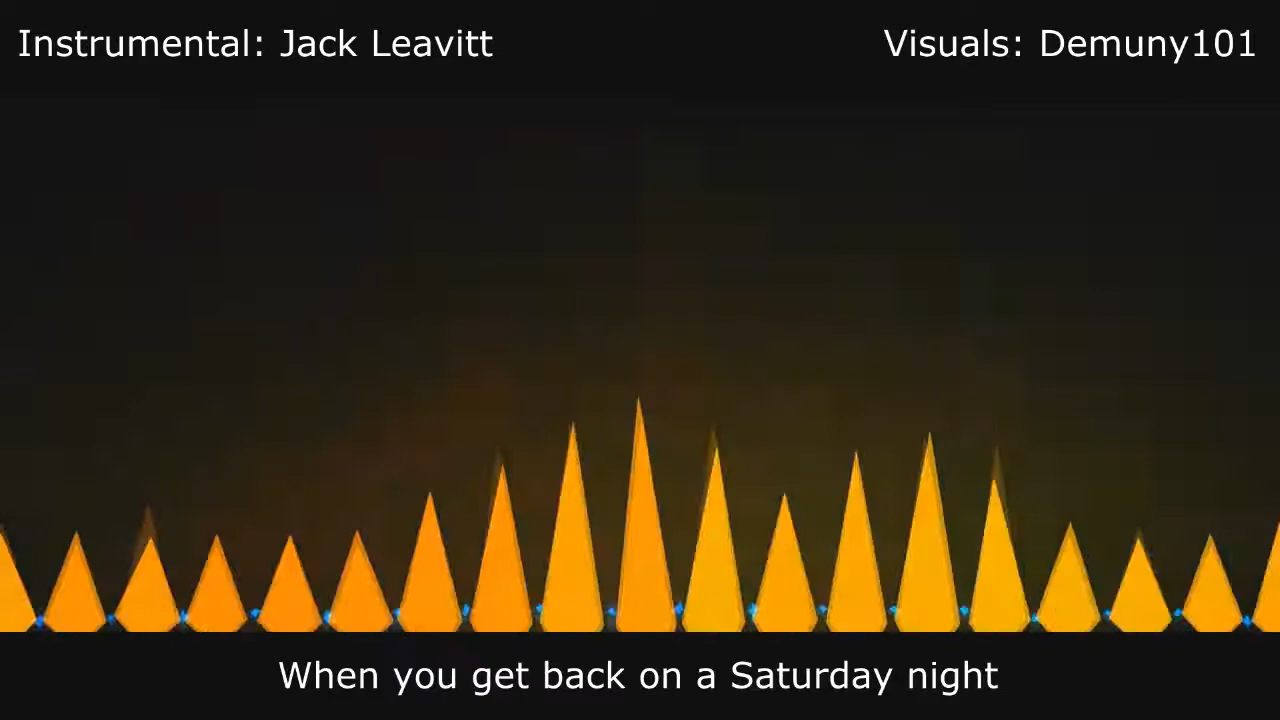 Instrumental: Jack Leavitt
Visuals: Demuny101
When you get back on a Saturday night